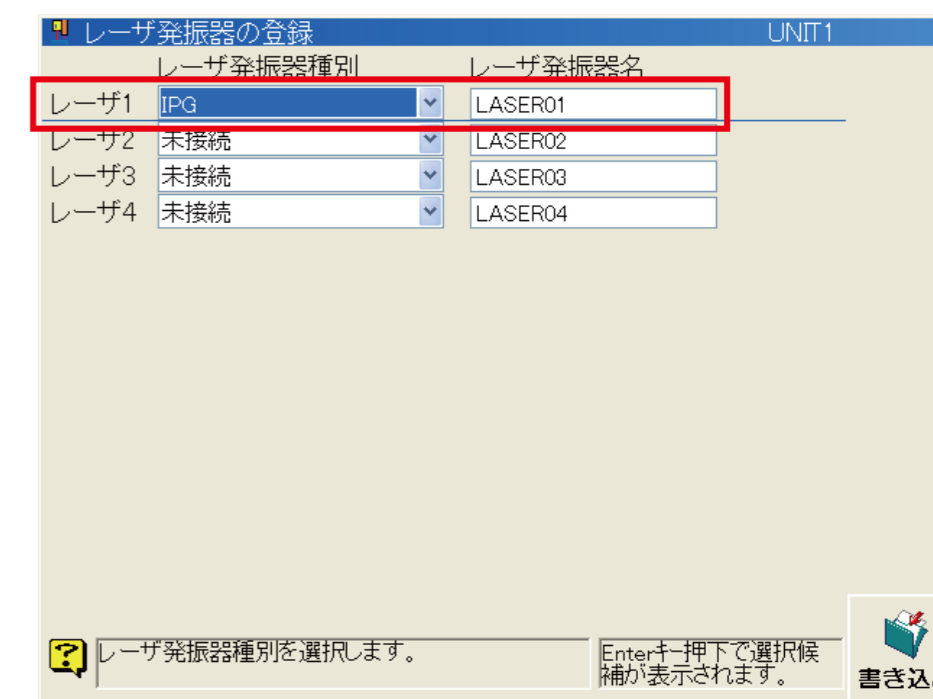 レーザ発振器の登録 UNIT1
レーザ発振器種別 レーザ発振器名
レーザ1 IPG LASER01
レーザ2 未接続 LASER02
レーザ3 未接続 LASER03
レーザ4 未接続 LASER04
レーザ発振器種別を選択します。
Enterキー押下で選択候
補が表示されます。
書き込